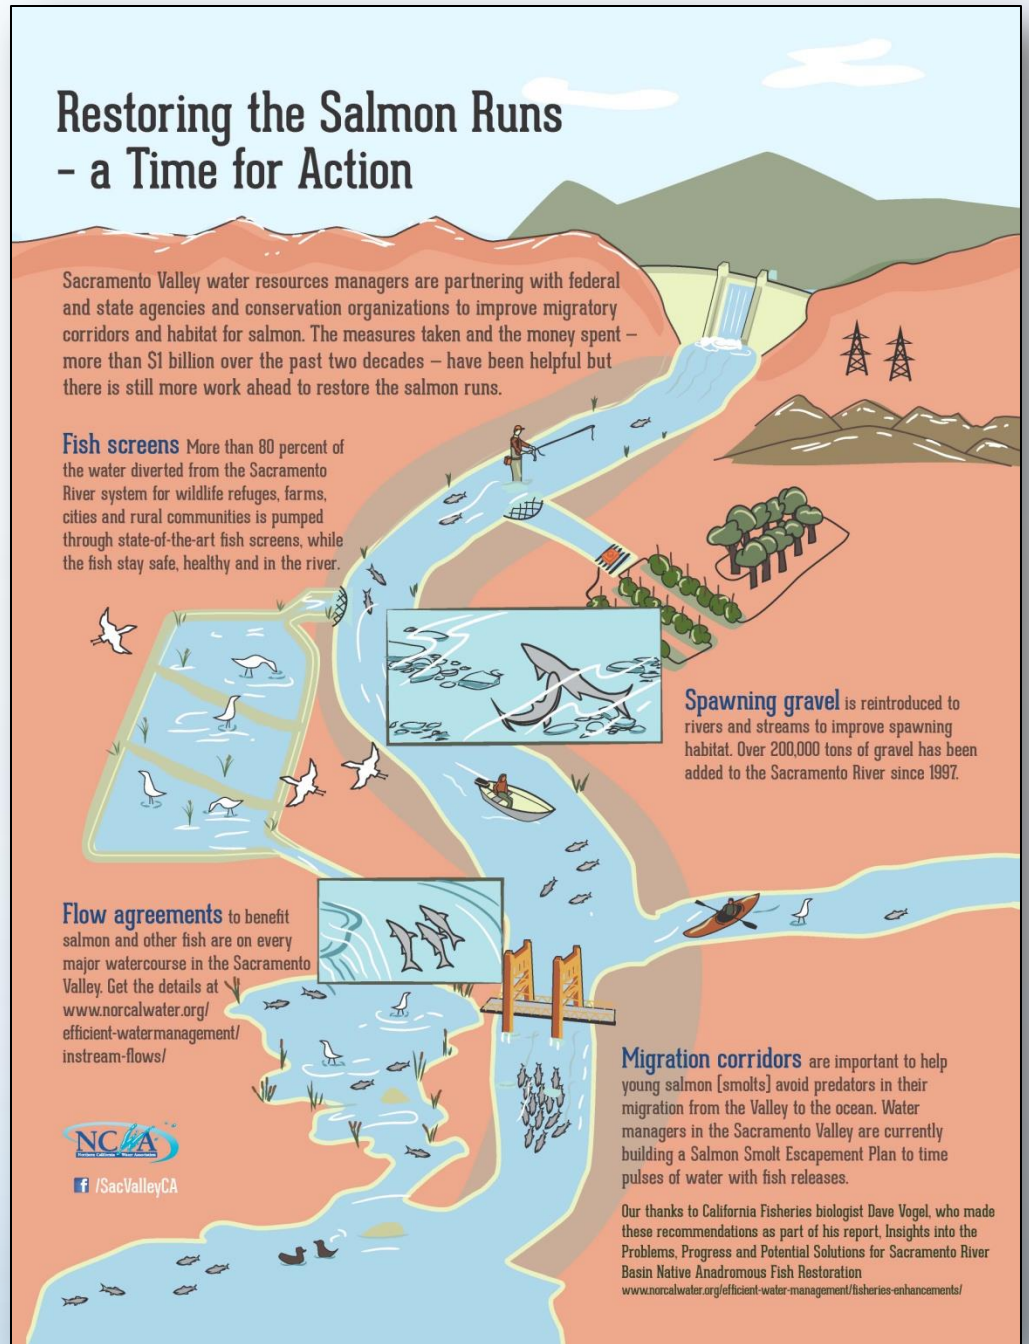 Restoring the Salmon Runs
- a Time for Action
Sacramento Valley water resources managers are partnering with federal
and state agencies and conservation organizations to improve migratory
corridors and habitat for salmon. The measures taken and the money spent –
more than $1 billion over the past two decades – have been helpful but
there is still more work ahead to restore the salmon runs.
Fish screens More than 80 percent of
the water diverted from the Sacramento
River system for wildlife refuges, farms,
cities and rural communities is pumped
through state-of-the-art fish screens, while
the fish stay safe, healthy and in the river.
Spawning gravel is reintroduced to
rivers and streams to improve spawning
habitat. Over 200,000 tons of gravel has been
added to the Sacramento River since 1997.
Flow agreements to benefit
salmon and other fish are on every
major watercourse in the Sacramento
Valley. Get the details at
www.norcalwater.org/
efficient-watermanagement/
instream-flows/
Migration corridors are important to help
young salmon [smolts] avoid predators in their
migration from the Valley to the ocean. Water
managers in the Sacramento Valley are currently
building a Salmon Smolt Escapement Plan to time
pulses of water with fish releases.
Our thanks to California Fisheries biologist Dave Vogel, who made
these recommendations as part of his report, Insights into the
Problems, Progress and Potential Solutions for Sacramento River
Basin Native Anadromous Fish Restoration
www.norcalwater.org/efficient-water-management/fisheries-enhancements/
NCWA
Northern California Water Association
f /SacValleyCA